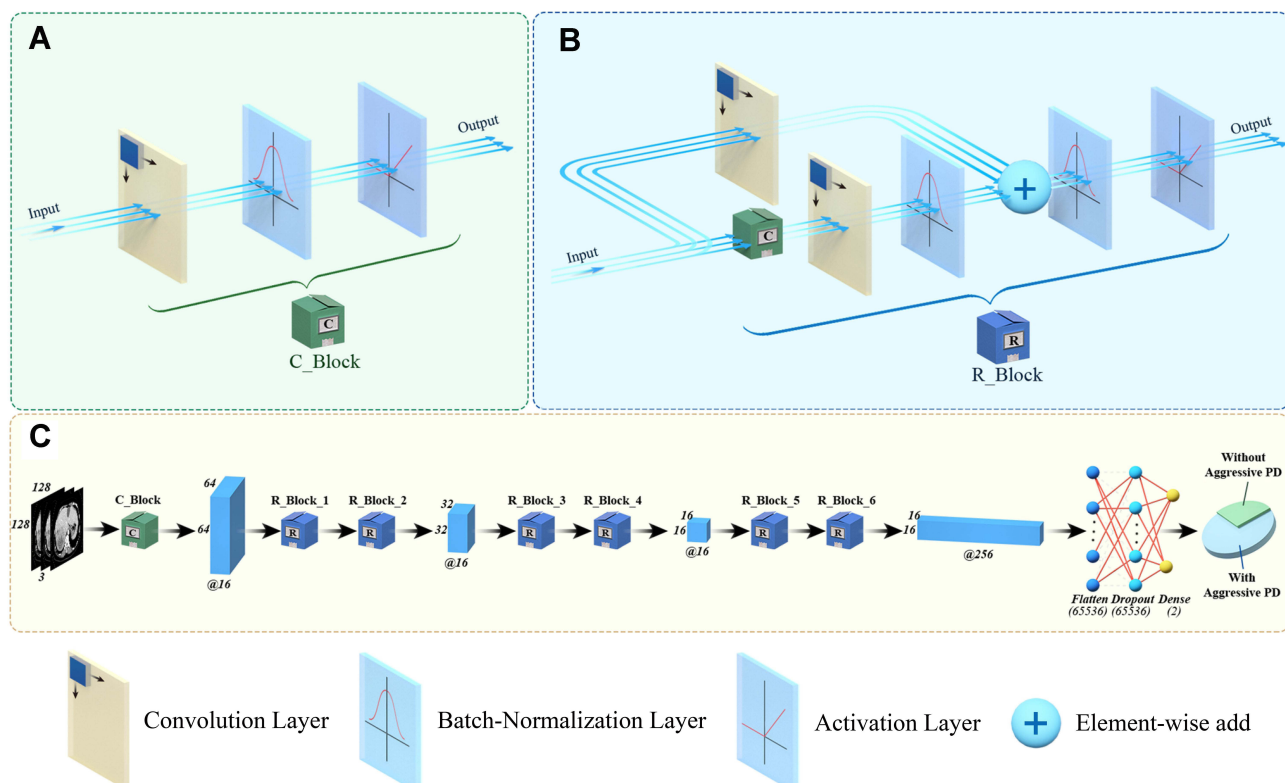 A
Input
Output
C
C_Block
B
Input
C
Output
R
R_Block
C
128
128
3
C_Block
C
64
64
@16
R_Block_1
R
R_Block_2
R
32
32
@16
R_Block_3
R
R_Block_4
R
16
16
@16
R_Block_5
R
R_Block_6
R
16
16
@256
Flatten
(65536)
Dropout
(65536)
Dense
(2)
Without
Aggressive PD
With
Aggressive PD
Convolution Layer
Batch-Normalization Layer
Activation Layer
Element-wise add